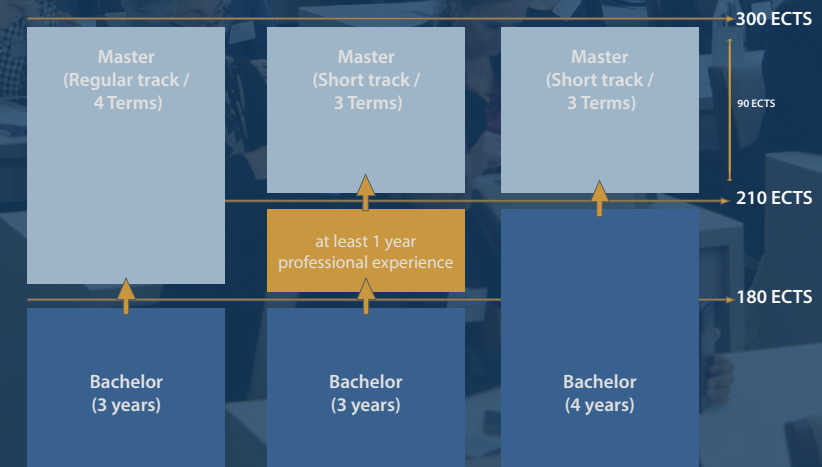 300 ECTS
Master
(Regular track /
4 Terms)
Master
(Short track /
3 Terms)
Master
(Short track /
3 Terms)
90 ECTS
210 ECTS
at least 1 year
professional experience
180 ECTS
Bachelor
(3 years)
Bachelor
(3 years)
Bachelor
(4 years)